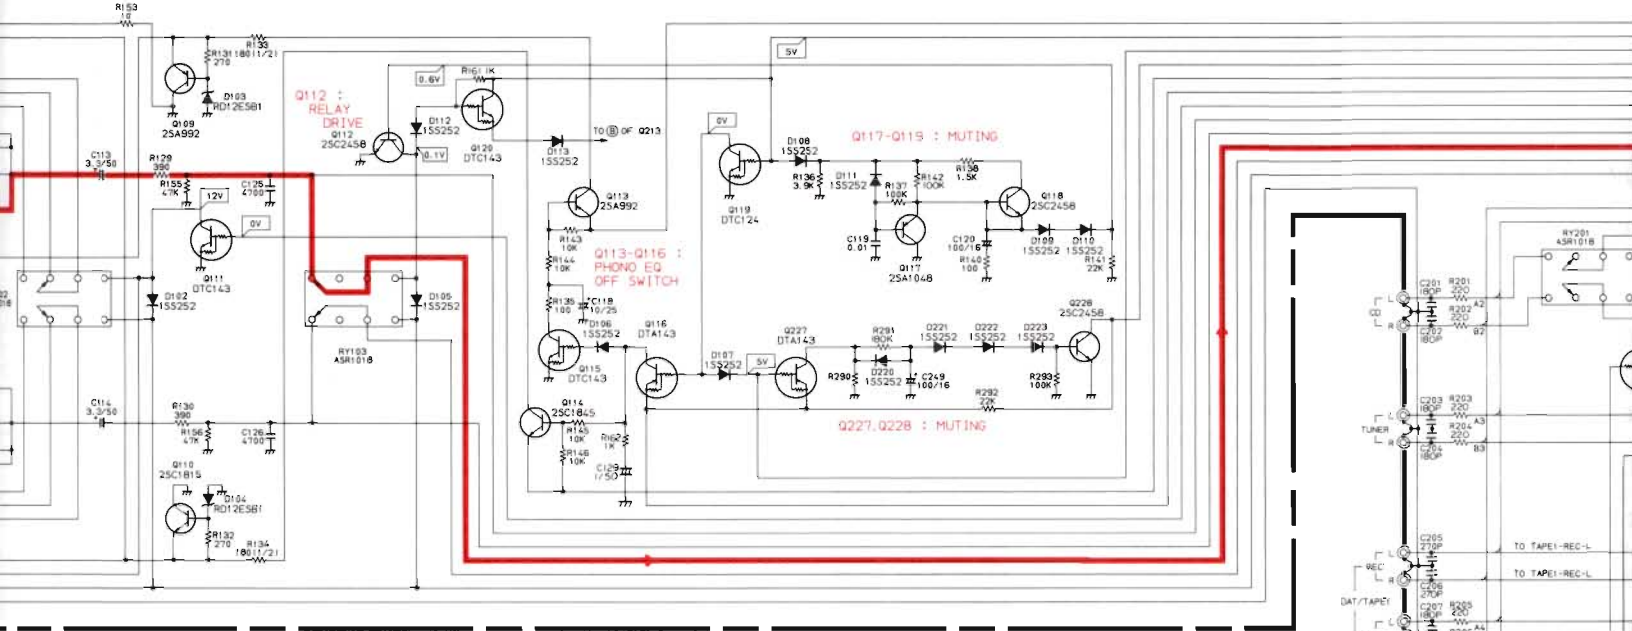 R153
10
R133
180(1/2)
R131
270
D103
RD12ESB1
Q109
2SA992
C113
3.3/50
R129
390
R155
47K
C125
4700
12V
0V
Q111
DTC143
D102
1SS252
RY103
ASR1018
D105
1SS252
C114
3.3/50
R130
390
R156
47K
C126
4700
Q110
2SC1815
D104
RD12ESB1
R132
270
R134
180(1/2)
Q112 :
RELAY
DRIVE
Q112
2SC2458
0.6V
R161 1K
D112
1SS252
0.1V
Q120
DTC143
D113
1SS252
TO B OF Q213
Q113
2SA992
R143
10K
R144
10K
Q113-Q116 :
PHONO EQ
OFF SWITCH
R135
100
C118
10/25
D106
1SS252
Q115
DTC143
Q116
DTA143
Q114
2SC1845
R145
10K
R146
10K
R162
1K
C129
1/50
5V
0V
Q119
DTC124
D108
1SS252
R136
3.9K
Q117-Q119 : MUTING
D111
1SS252
R137
100K
R142
100K
R138
1.5K
Q118
2SC2458
C119
0.01
Q117
2SA1048
C120
100/16
R140
100
D109
1SS252
D110
1SS252
R141
22K
D107
1SS252
5V
Q227
DTA143
R291
180K
D220
1SS252
R290
C249
100/16
D221
1SS252
D222
1SS252
D223
1SS252
R293
100K
R292
22K
Q228
2SC2458
Q227,Q228 : MUTING
RY201
ASR1018
L
CD
R
C201
180P
R201
220
A2
R202
220
B2
C202
180P
L
TUNER
R
C203
180P
R203
220
A3
R204
220
B3
C204
180P
L
REC
R
C205
270P
TO TAPE1-REC-L
C206
270P
TO TAPE1-REC-L
DAT/TAPE1
L
C207
180P
R205
220
A4